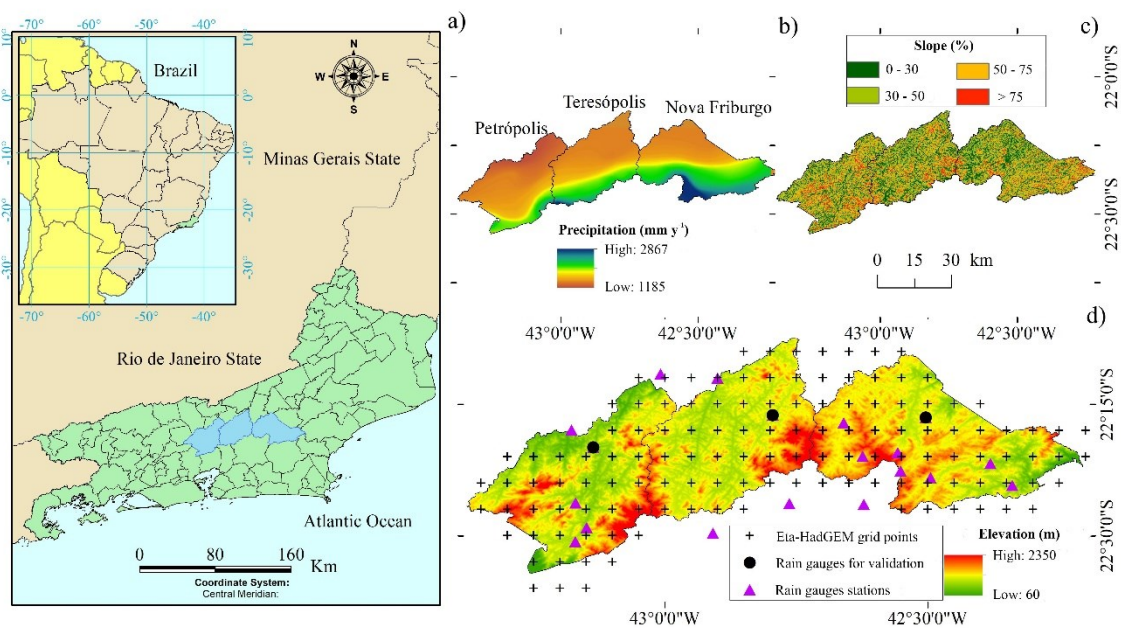 -70° -60° -50° -40°
10° 10°
Brazil
0° 0°
-10° -10°
-20° -20°
-30° -30°
-70° -60° -50° -40°
N
W E
S
Minas Gerais State
Rio de Janeiro State
Atlantic Occan
0 80 160
Km
Coordinate System:
Central Meridian:
a)
Petrópolis
Teresópolis
Nova Friburgo
Precipitation (mm y⁻¹)
High: 2867
Low: 1185
b)
c)
Slope (%)
0 - 30
50 - 75
30 - 50
> 75
22°0'0"S
22°30'0"S
0 15 30 km
43°0'0"W 42°30'0"W 43°0'0"W 42°30'0"W
d)
22°15'0"S
22°30'0"S
Eta-HadGEM grid points
Rain gauges for validation
Rain gauges stations
Elevation (m)
High: 2350
Low: 60
43°0'0"W 42°30'0"W